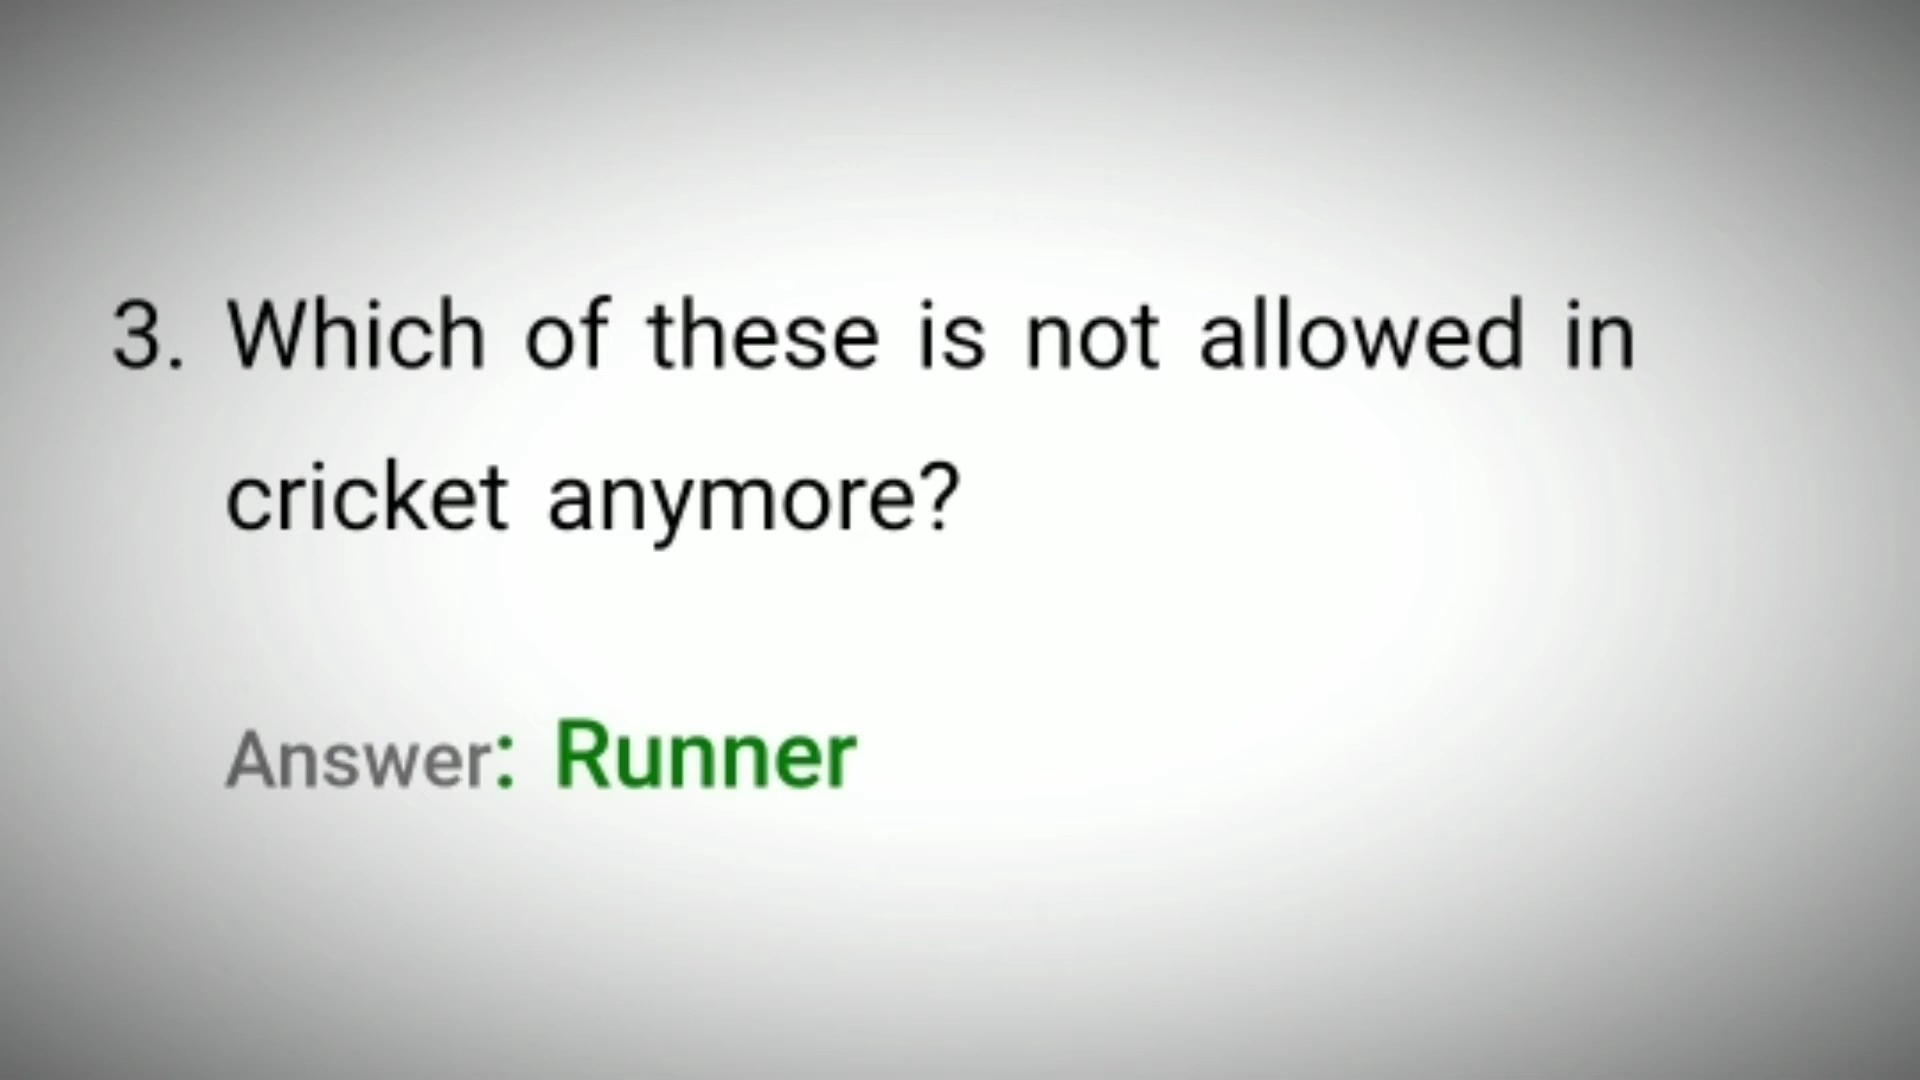 3. Which of these is not allowed in
cricket anymore?
Answer: Runner